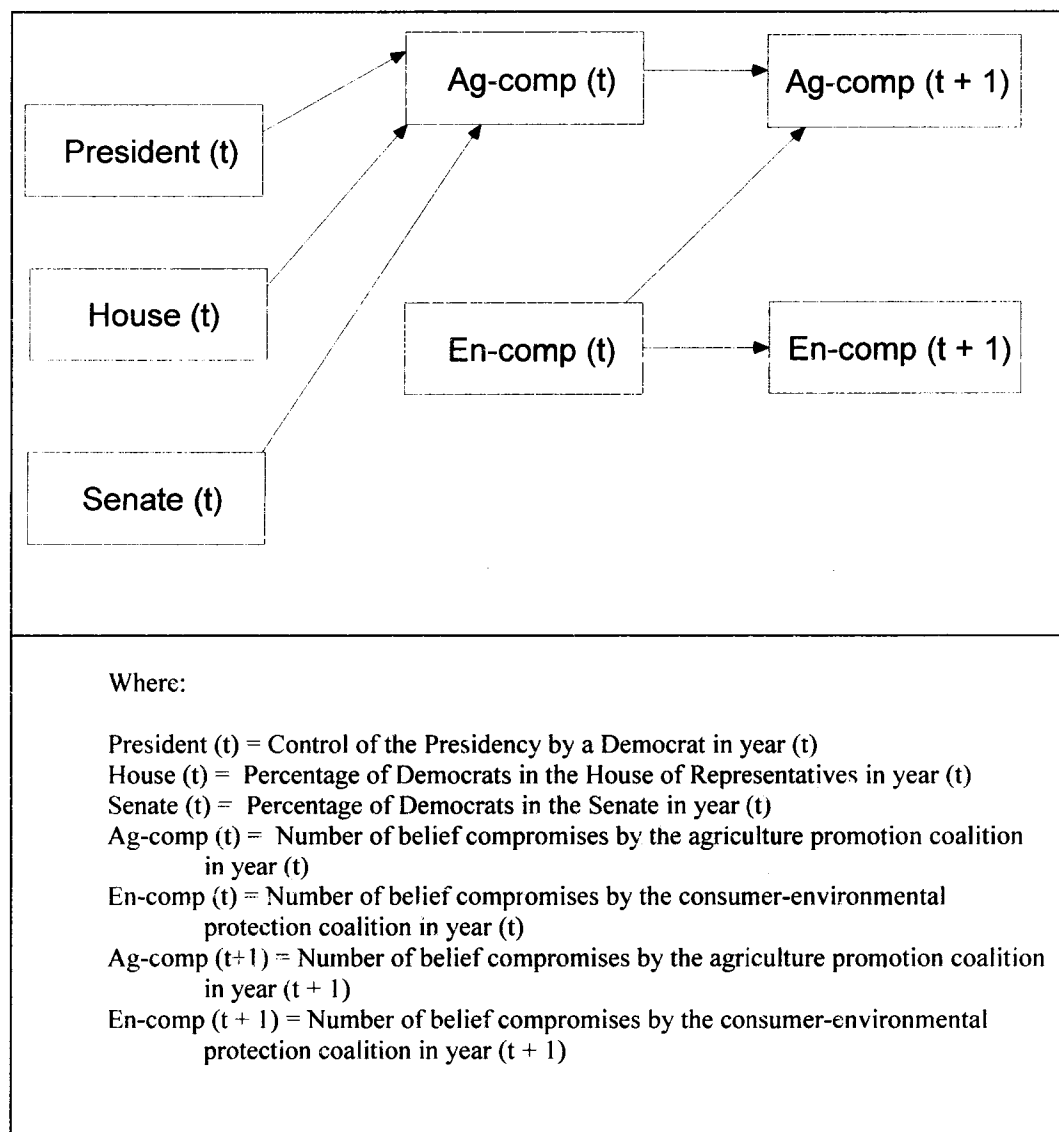 Ag-comp (t)
Ag-comp (t + 1)
President (t)
House (t)
En-comp (t)
En-comp (t + 1)
Senate (t)
Where:
President (t) = Control of the Presidency by a Democrat in year (t)
House (t) = Percentage of Democrats in the House of Representatives in year (t)
Senate (t) = Percentage of Democrats in the Senate in year (t)
Ag-comp (t) = Number of belief compromises by the agriculture promotion coalition
in year (t)
En-comp (t) = Number of belief compromises by the consumer-environmental
protection coalition in year (t)
Ag-comp (t+1) = Number of belief compromises by the agriculture promotion coalition
in year (t + 1)
En-comp (t + 1) = Number of belief compromises by the consumer-environmental
protection coalition in year (t + 1)